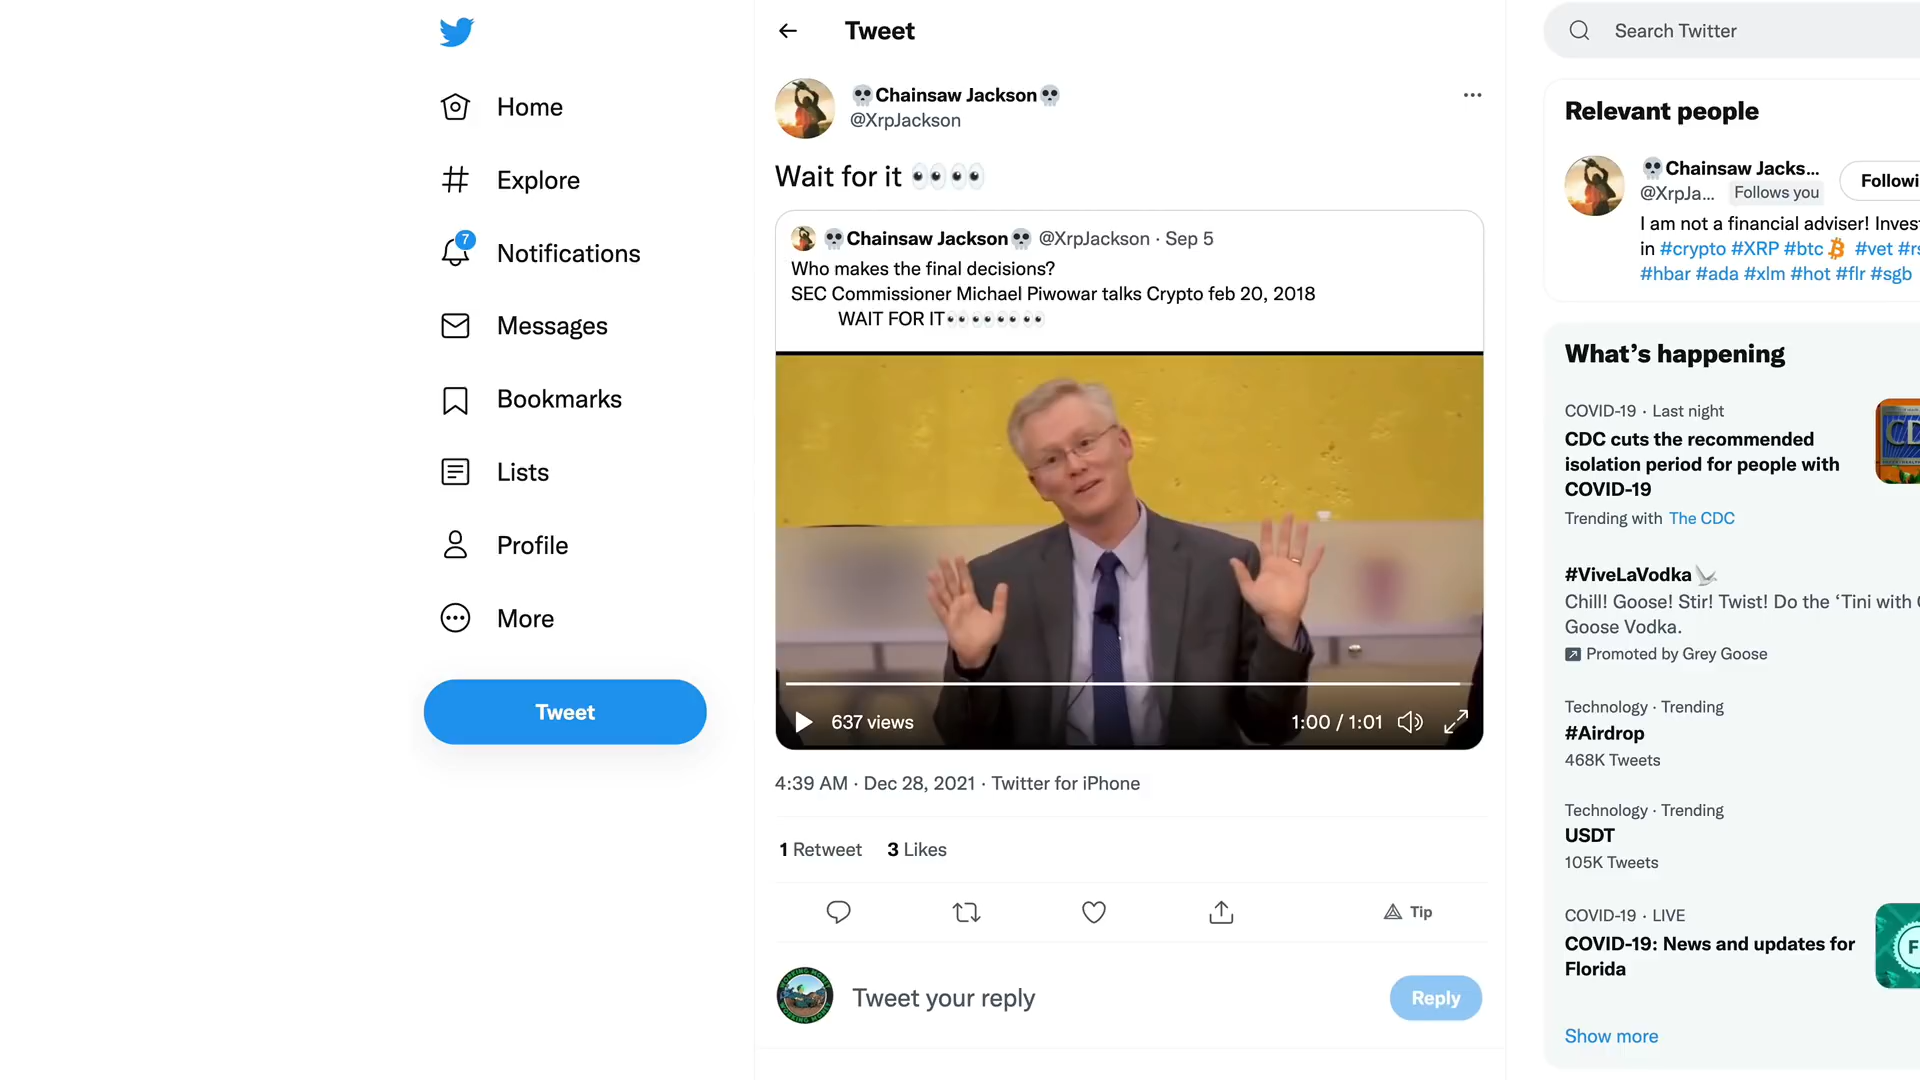 Home
Explore
7
Notifications
Messages
Bookmarks
Lists
Profile
More
Tweet
Tweet
💀Chainsaw Jackson💀
@XrpJackson
Wait for it 👀👀
💀Chainsaw Jackson💀 @XrpJackson · Sep 5
Who makes the final decisions?
SEC Commissioner Michael Piwowar talks Crypto feb 20, 2018
WAIT FOR IT👀👀👀👀
637 views
1:00 / 1:01
4:39 AM · Dec 28, 2021 · Twitter for iPhone
1 Retweet 3 Likes
Tip
Tweet your reply
Reply
Search Twitter
Relevant people
💀Chainsaw Jacks...
@XrpJa... Follows you
Followi
I am not a financial adviser! Invest
in #crypto #XRP #btc #vet #rs
#hbar #ada #xlm #hot #flr #sgb
What's happening
COVID-19 · Last night
CDC cuts the recommended
isolation period for people with
COVID-19
Trending with The CDC
#ViveLaVodka
Chill! Goose! Stir! Twist! Do the 'Tini with
Goose Vodka.
Promoted by Grey Goose
Technology · Trending
#Airdrop
468K Tweets
Technology · Trending
USDT
105K Tweets
COVID-19 · LIVE
COVID-19: News and updates for
Florida
Show more